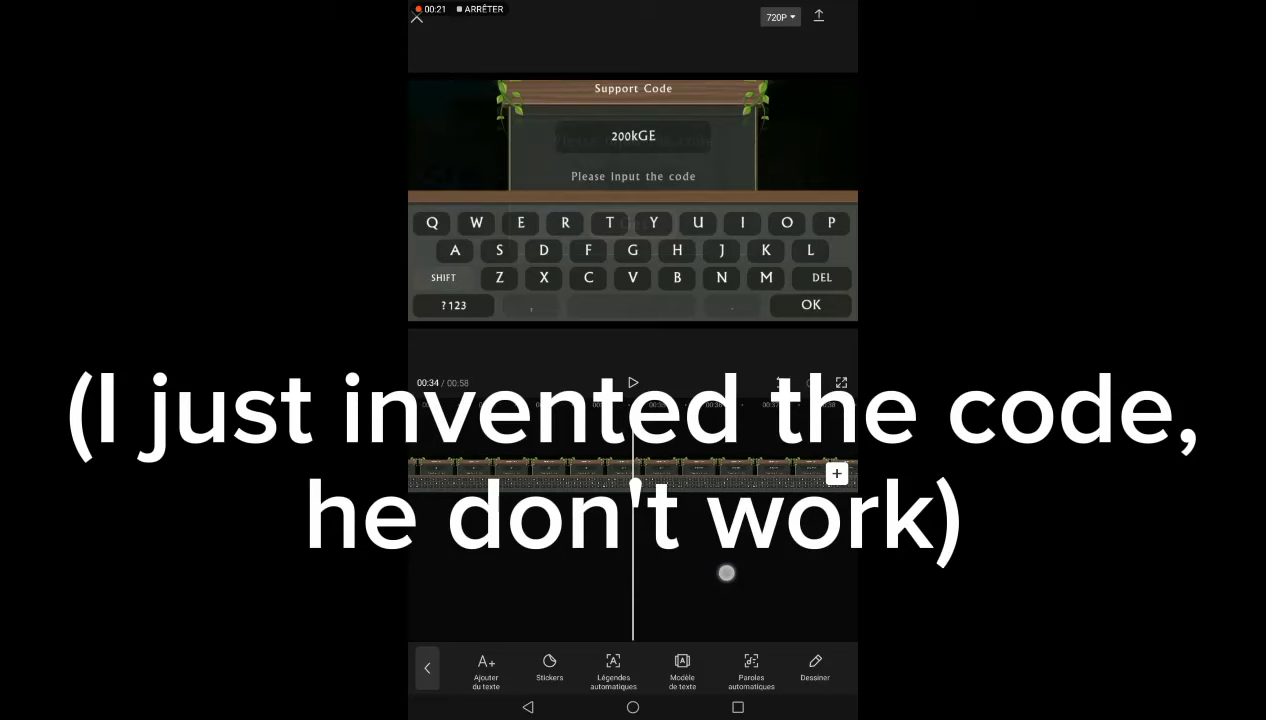 00:21 ARRÊTER
720P
Support Code
200kGE
Please Input the code
Q W E R T Y U I O P
A S D F G H J K L
SHIFT Z X C V B N M DEL
?123 , . OK
00:34 / 00:58
(I just invented the code,
he don't work)
Ajouter
du texte
Stickers
Légendes
automatiques
Modèle
de texte
Paroles
automatiques
Dessiner